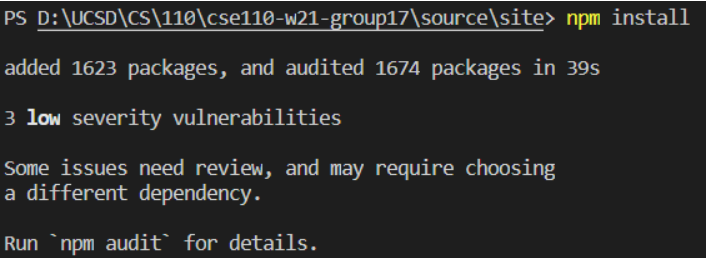 PS D:\UCSD\CS\110\cse110-w21-group17\source\site> npm install
added 1623 packages, and audited 1674 packages in 39s
3 low severity vulnerabilities
Some issues need review, and may require choosing
a different dependency.
Run `npm audit` for details.